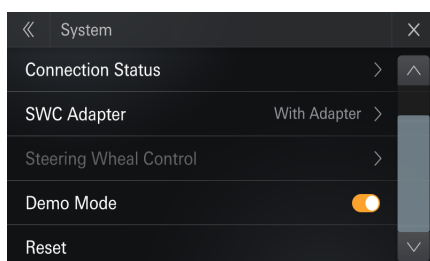 System
Connection Status
SWC Adapter With Adapter
Steering Wheel Control
Demo Mode
Reset